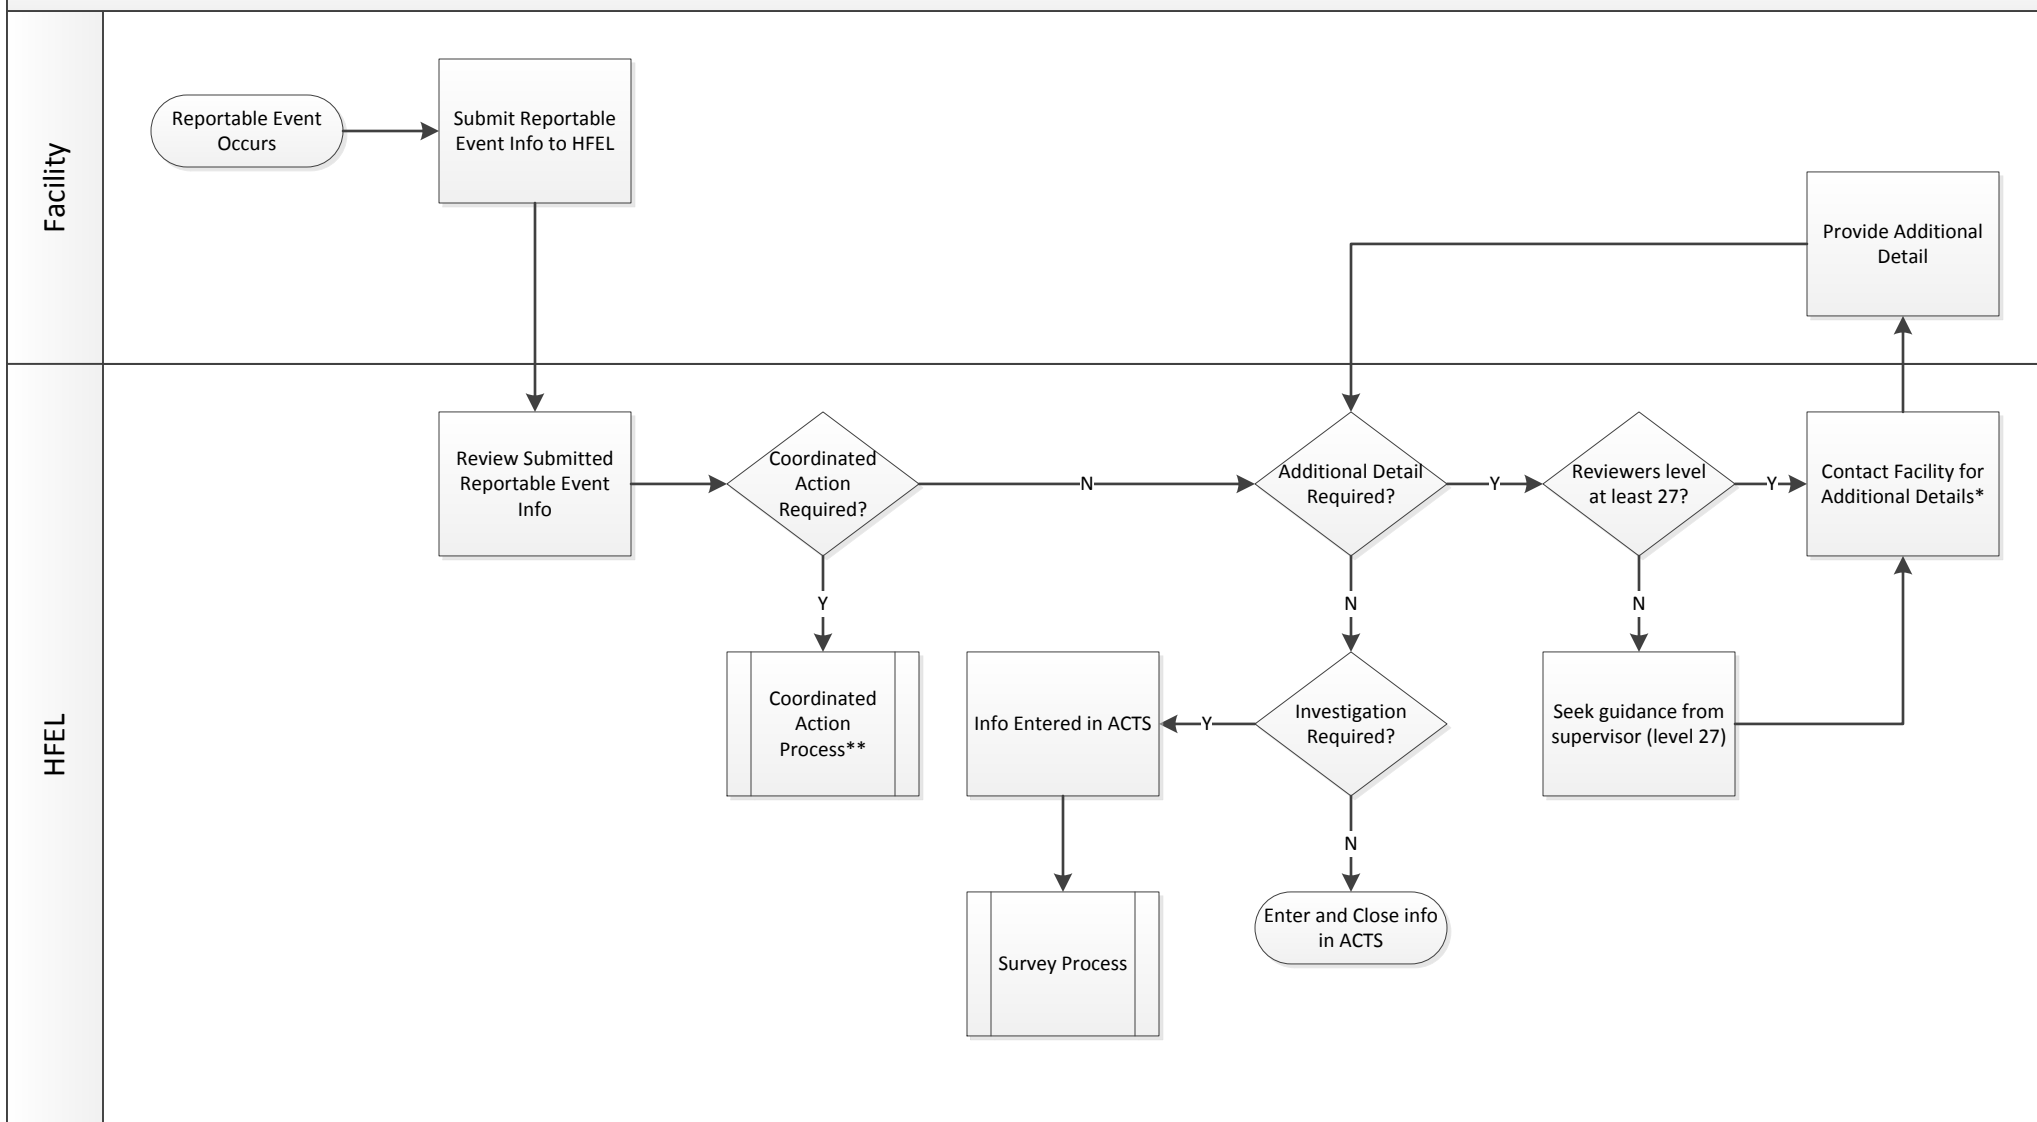 Facility
Reportable Event
Occurs
Submit Reportable
Event Info to HFEL
Provide Additional
Detail
HFEL
Review Submitted
Reportable Event
Info
Coordinated
Action
Required?
N
Additional Detail
Required?
Y
Reviewers level
at least 27?
Y
Contact Facility for
Additional Details*
Y
N
N
Coordinated
Action
Process**
Info Entered in ACTS
Y
Investigation
Required?
Seek guidance from
supervisor (level 27)
N
Survey Process
Enter and Close info
in ACTS